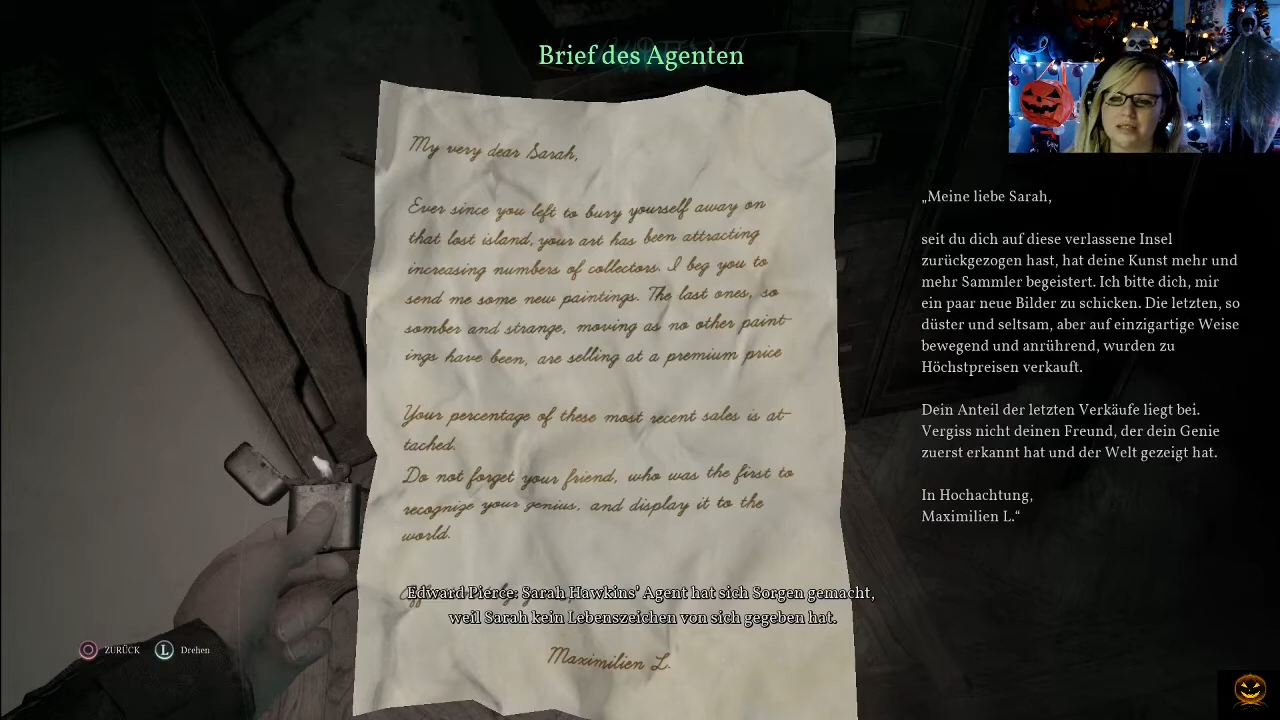 Brief des Agenten
My very dear Sarah,
Ever since you left to bury yourself away on
that lost island, your art has been attracting
increasing numbers of collectors. I beg you to
send me some new paintings. The last ones, so
somber and strange, moving as no other paint-
ings have been, are selling at a premium price
Your percentage of these most recent sales is at-
tached.
Do not forget your friend, who was the first to
recognize your genius, and display it to the
world.
Maximilien L.
„Meine liebe Sarah,
seit du dich auf diese verlassene Insel
zurückgezogen hast, hat deine Kunst mehr und
mehr Sammler begeistert. Ich bitte dich, mir
ein paar neue Bilder zu schicken. Die letzten, so
düster und seltsam, aber auf einzigartige Weise
bewegend und anrührend, wurden zu
Höchstpreisen verkauft.
Dein Anteil der letzten Verkäufe liegt bei.
Vergiss nicht deinen Freund, der dein Genie
zuerst erkannt hat und der Welt gezeigt hat.
In Hochachtung,
Maximilien L.“
Edward Pierce: Sarah Hawkins' Agent hat sich Sorgen gemacht,
weil Sarah kein Lebenszeichen von sich gegeben hat.
ZURÜCK L Drehen